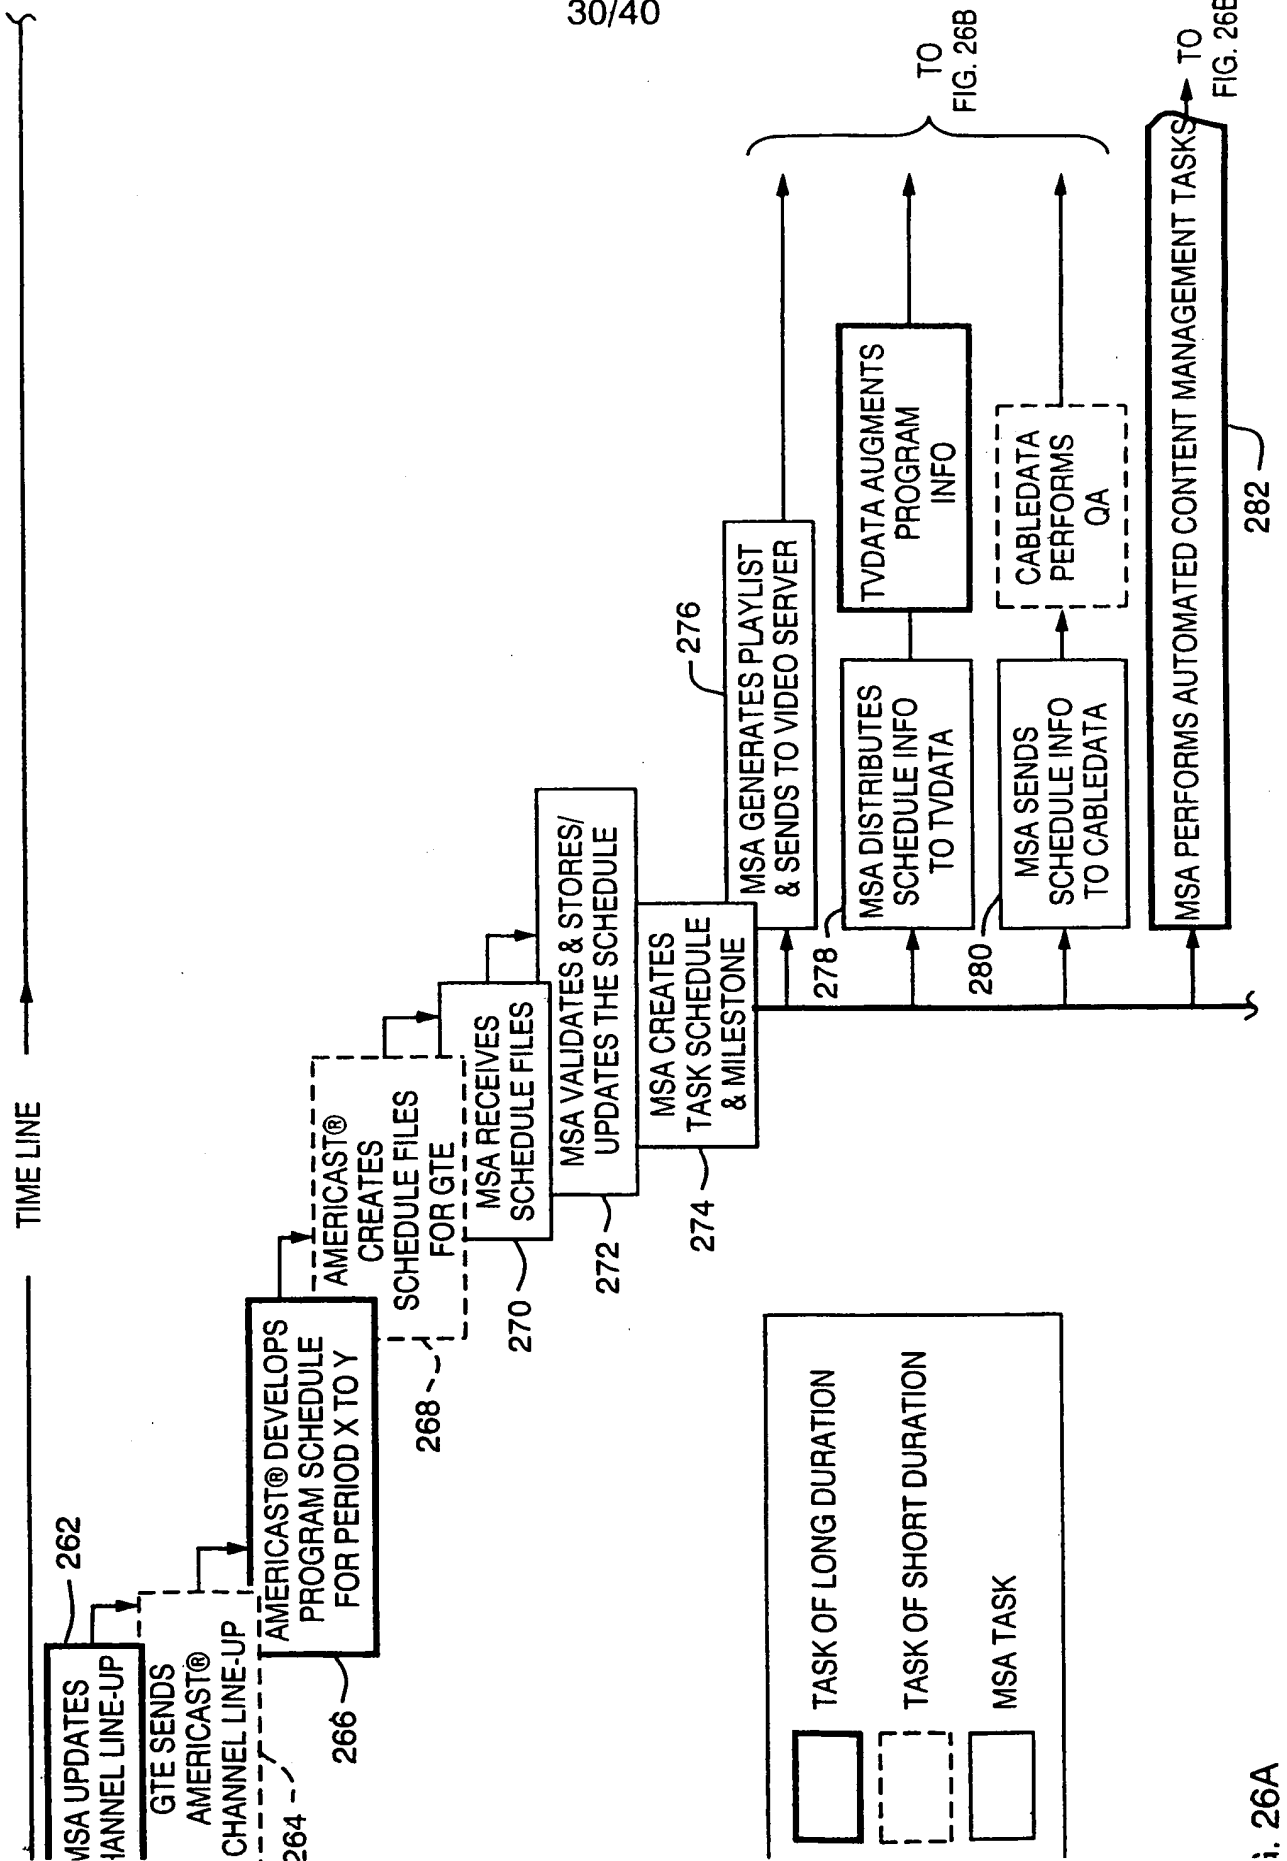 30/40
TIME LINE
MSA UPDATES
CHANNEL LINE-UP
262
GTE SENDS
AMERICAST®
CHANNEL LINE-UP
264
AMERICAST® DEVELOPS
PROGRAM SCHEDULE
FOR PERIOD X TO Y
266
AMERICAST®
CREATES
SCHEDULE FILES
FOR GTE
268
MSA RECEIVES
SCHEDULE FILES
270
MSA VALIDATES & STORES/
UPDATES THE SCHEDULE
272
MSA CREATES
TASK SCHEDULE
& MILESTONE
274
MSA GENERATES PLAYLIST
& SENDS TO VIDEO SERVER
276
MSA DISTRIBUTES
SCHEDULE INFO
TO TVDATA
278
TVDATA AUGMENTS
PROGRAM
INFO
MSA SENDS
SCHEDULE INFO
TO CABLEDATA
280
CABLEDATA
PERFORMS
QA
TO
FIG. 26B
MSA PERFORMS AUTOMATED CONTENT MANAGEMENT TASKS
282
TO
FIG. 26B
TASK OF LONG DURATION
TASK OF SHORT DURATION
MSA TASK
G. 26A